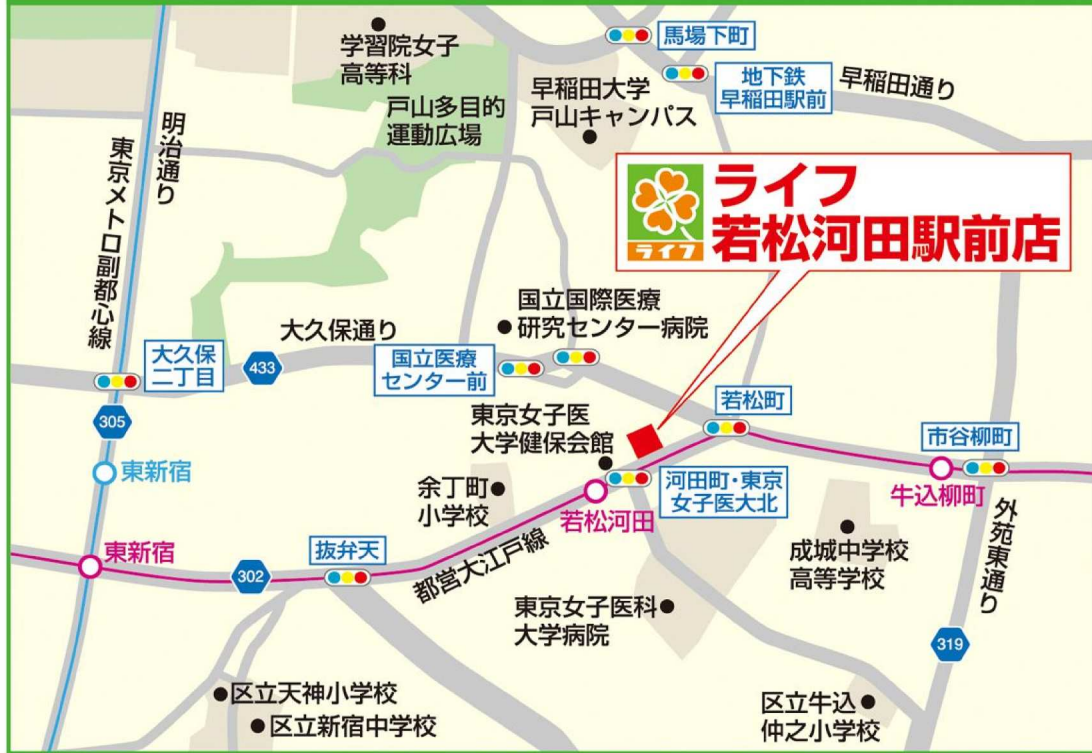 学習院女子
高等科
馬場下町
地下鉄
早稲田駅前
早稲田通り
早稲田大学
戸山キャンパス
戸山多目的
運動広場
明治通り
東京メトロ副都心線
ライフ
ライフ
若松河田駅前店
国立国際医療
研究センター病院
大久保通り
大久保
二丁目
433
国立医療
センター前
305
東京女子医
大学健保会館
若松町
市谷柳町
東新宿
余丁町
小学校
若松河田
河田町・東京
女子医大北
牛込柳町
外苑東通り
東新宿
302
抜弁天
都営大江戸線
成城中学校
高等学校
東京女子医科
大学病院
319
区立天神小学校
区立新宿中学校
区立牛込
仲之小学校